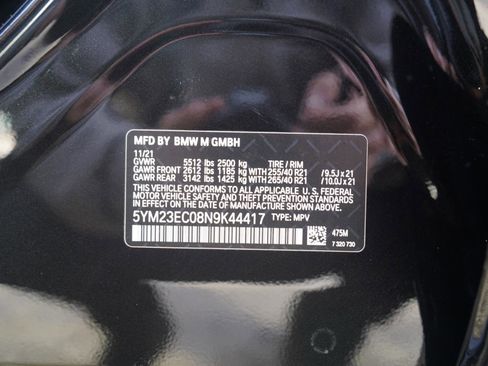 MFD BY BMW M GMBH
11/21
GVWR 5512 lbs 2500 kg TIRE / RIM
GAWR FRONT 2612 lbs 1185 kg WITH 255/40 R21 / 9.5J x 21
GAWR REAR 3142 lbs 1425 kg WITH 265/40 R21 / 10.0J x 21
THIS VEHICLE CONFORMS TO ALL APPLICABLE U.S. FEDERAL
MOTOR VEHICLE SAFETY AND THEFT PREVENTION STANDARDS
IN EFFECT ON THE DATE OF MANUFACTURE SHOWN ABOVE.
5YM23EC08N9K44417 TYPE: MPV
475M
7 320 730